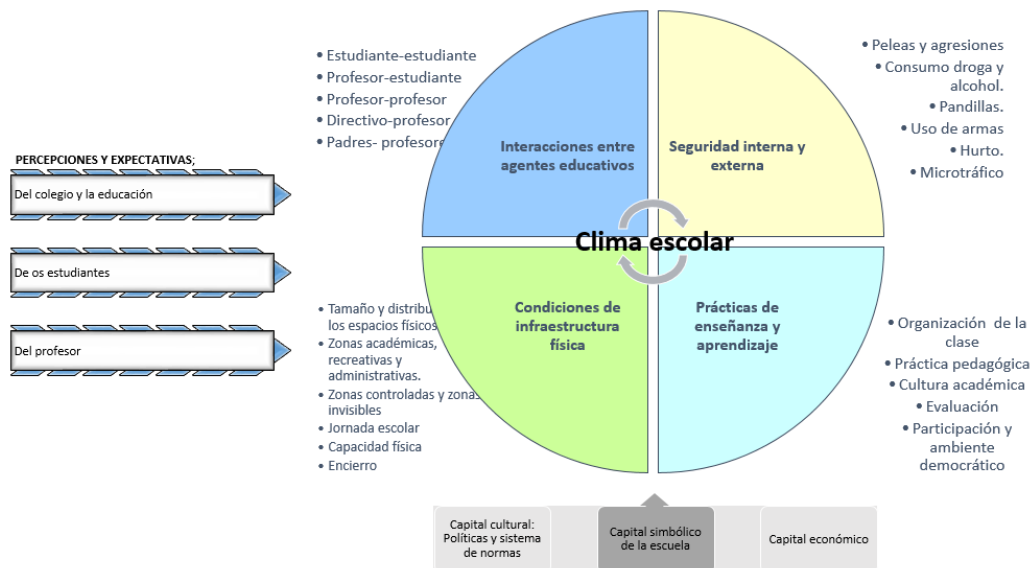 • Estudiante-estudiante
• Profesor-estudiante
• Profesor-profesor
• Directivo-profesor
• Padres- profesore
Interacciones entre
agentes educativos
Seguridad interna y
externa
• Peleas y agresiones
• Consumo droga y
alcohol.
• Pandillas.
• Uso de armas
• Hurto.
• Microtráfico
PERCEPCIONES Y EXPECTATIVAS;
Del colegio y la educación
De os estudiantes
Del profesor
Clima escolar
• Tamaño y distribu
los espacios físicos
• Zonas académicas,
recreativas y
administrativas.
• Zonas controladas y zonas
invisibles
• Jornada escolar
• Capacidad física
• Encierro
Condiciones de
infraestructura
física
Prácticas de
enseñanza y
aprendizaje
• Organización de la
clase
• Práctica pedagógica
• Cultura académica
• Evaluación
• Participación y
ambiente
democrático
Capital cultural:
Políticas y sistema
de normas
Capital simbólico
de la escuela
Capital económico